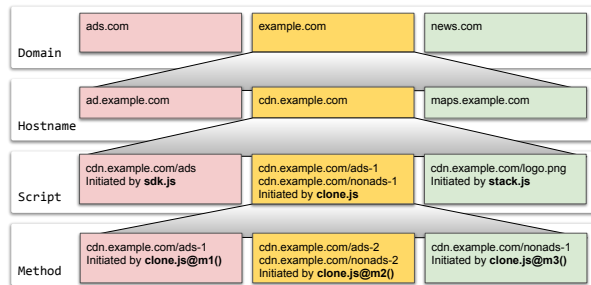 ads.com
example.com
news.com
Domain
ad.example.com
cdn.example.com
maps.example.com
Hostname
cdn.example.com/ads
Initiated by sdk.js
cdn.example.com/ads-1
cdn.example.com/nonads-1
Initiated by clone.js
cdn.example.com/logo.png
Initiated by stack.js
Script
cdn.example.com/ads-1
Initiated by clone.js@m1()
cdn.example.com/ads-2
cdn.example.com/nonads-2
Initiated by clone.js@m2()
cdn.example.com/nonads-1
Initiated by clone.js@m3()
Method